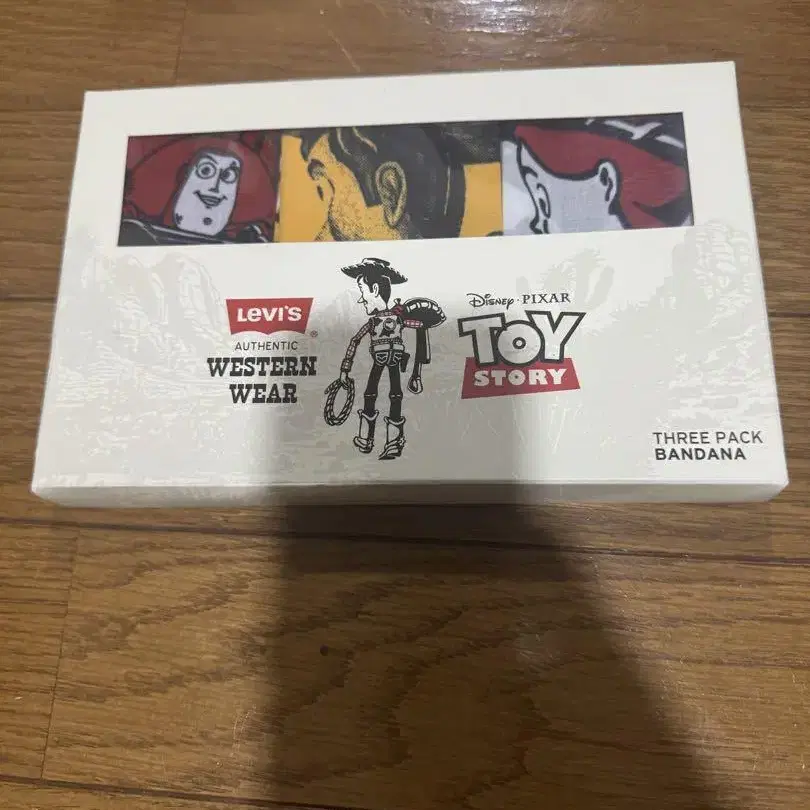 LEVI'S
®
AUTHENTIC
WESTERN
WEAR
DISNEY · PIXAR
TOY
STORY
THREE PACK
BANDANA